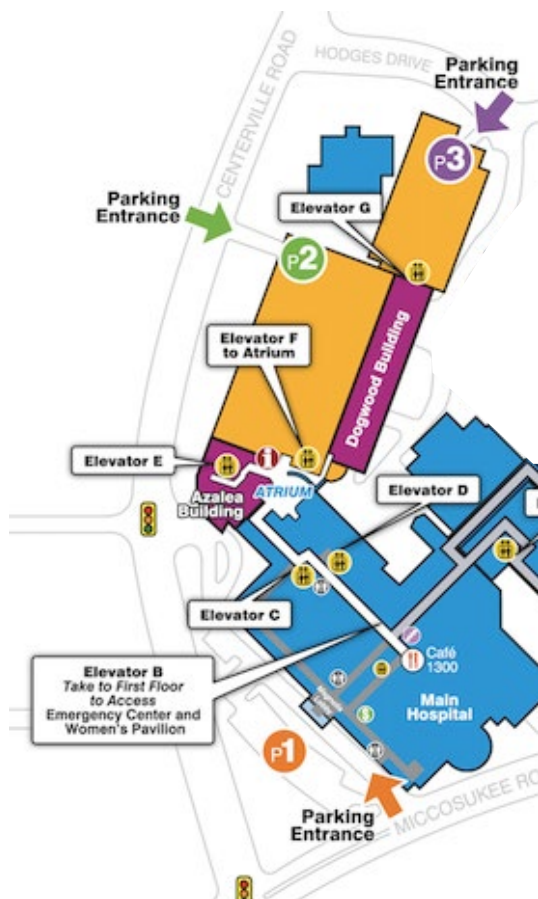 HODGES DRIVE
Parking
Entrance
CENTERVILLE ROAD
P3
Parking
Entrance
Elevator G
P2
Elevator F
to Atrium
Dogwood Building
Elevator E
ATRIUM
Azalea
Building
Elevator D
Elevator C
Elevator B
Take to First Floor
to Access
Emergency Center and
Women's Pavilion
Café
1300
Main
Hospital
$
P1
Parking
Entrance
MICCOSUKEE RO